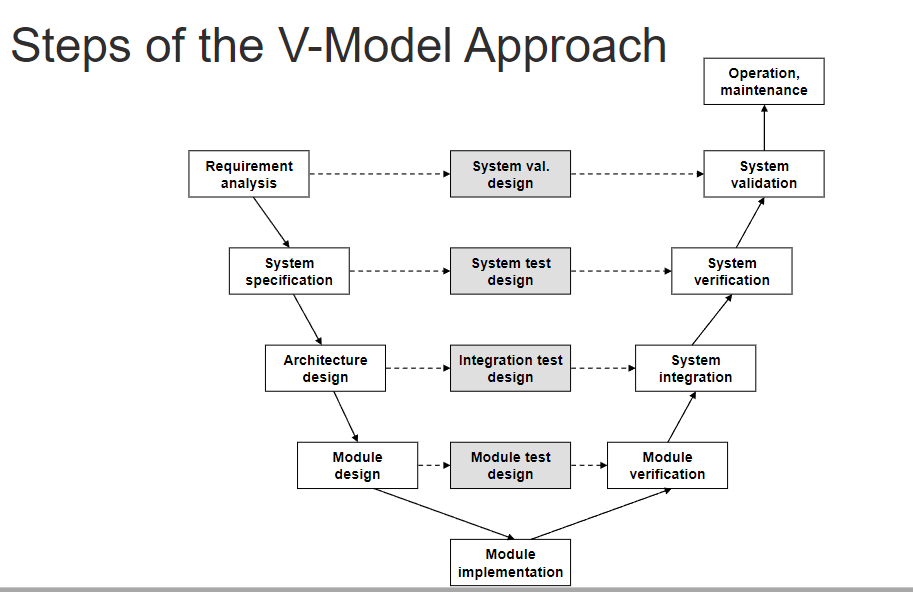 Steps of the V-Model Approach
Operation,
maintenance
Requirement
analysis
System val.
design
System
validation
System
specification
System test
design
System
verification
Architecture
design
Integration test
design
System
integration
Module
design
Module test
design
Module
verification
Module
implementation